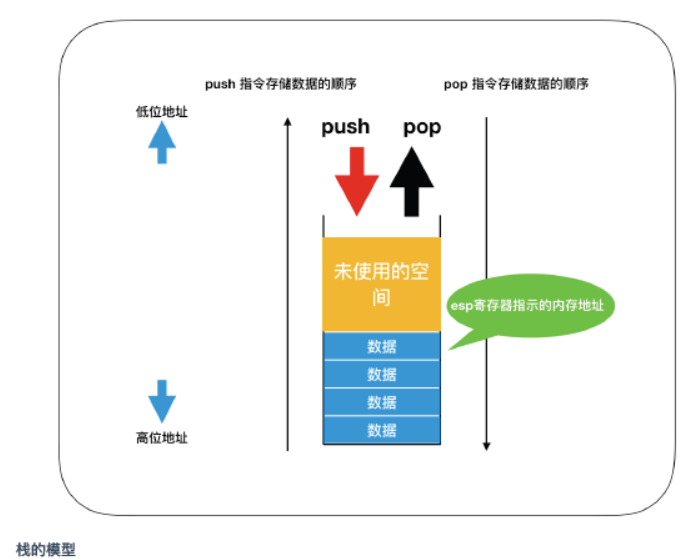 push 指令存储数据的顺序
pop 指令存储数据的顺序
低位地址
push
pop
未使用的空
间
esp寄存器指示的内存地址
数据
数据
数据
数据
高位地址
栈的模型